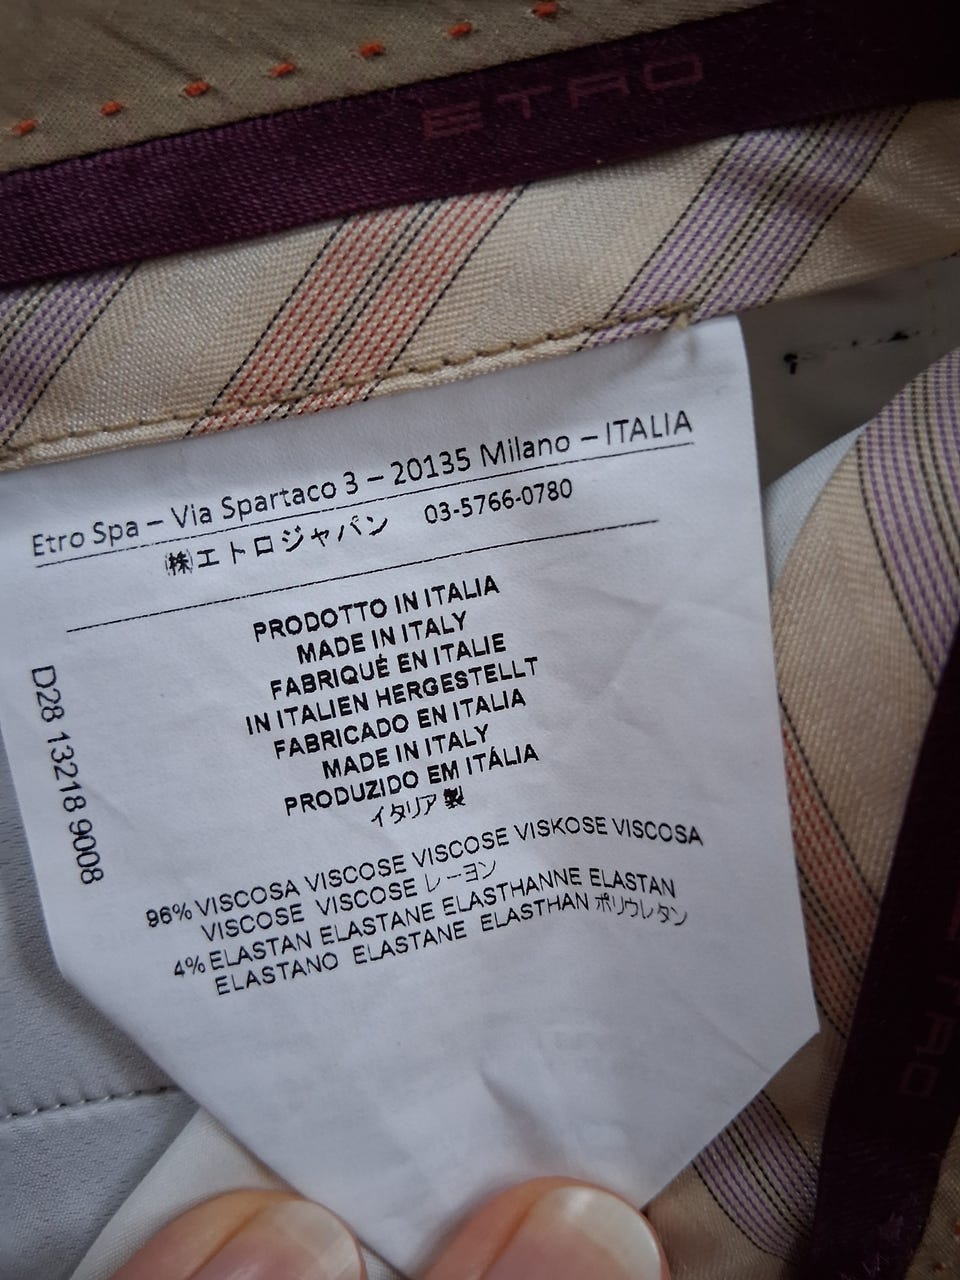 ETRO
Etro Spa – Via Spartaco 3 – 20135 Milano – ITALIA
㈱エトロジャパン 03-5766-0780
PRODOTTO IN ITALIA
MADE IN ITALY
FABRIQUÉ EN ITALIE
IN ITALIEN HERGESTELLT
FABRICADO EN ITALIA
MADE IN ITALY
PRODUZIDO EM ITÁLIA
イタリア製
D28 13218 9008
96% VISCOSA VISCOSE VISCOSE VISKOSE VISCOSA
VISCOSE VISCOSE レーヨン
4% ELASTAN ELASTANE ELASTHANNE ELASTAN
ELASTANO ELASTANE ELASTHAN ポリウレタン
ETRO